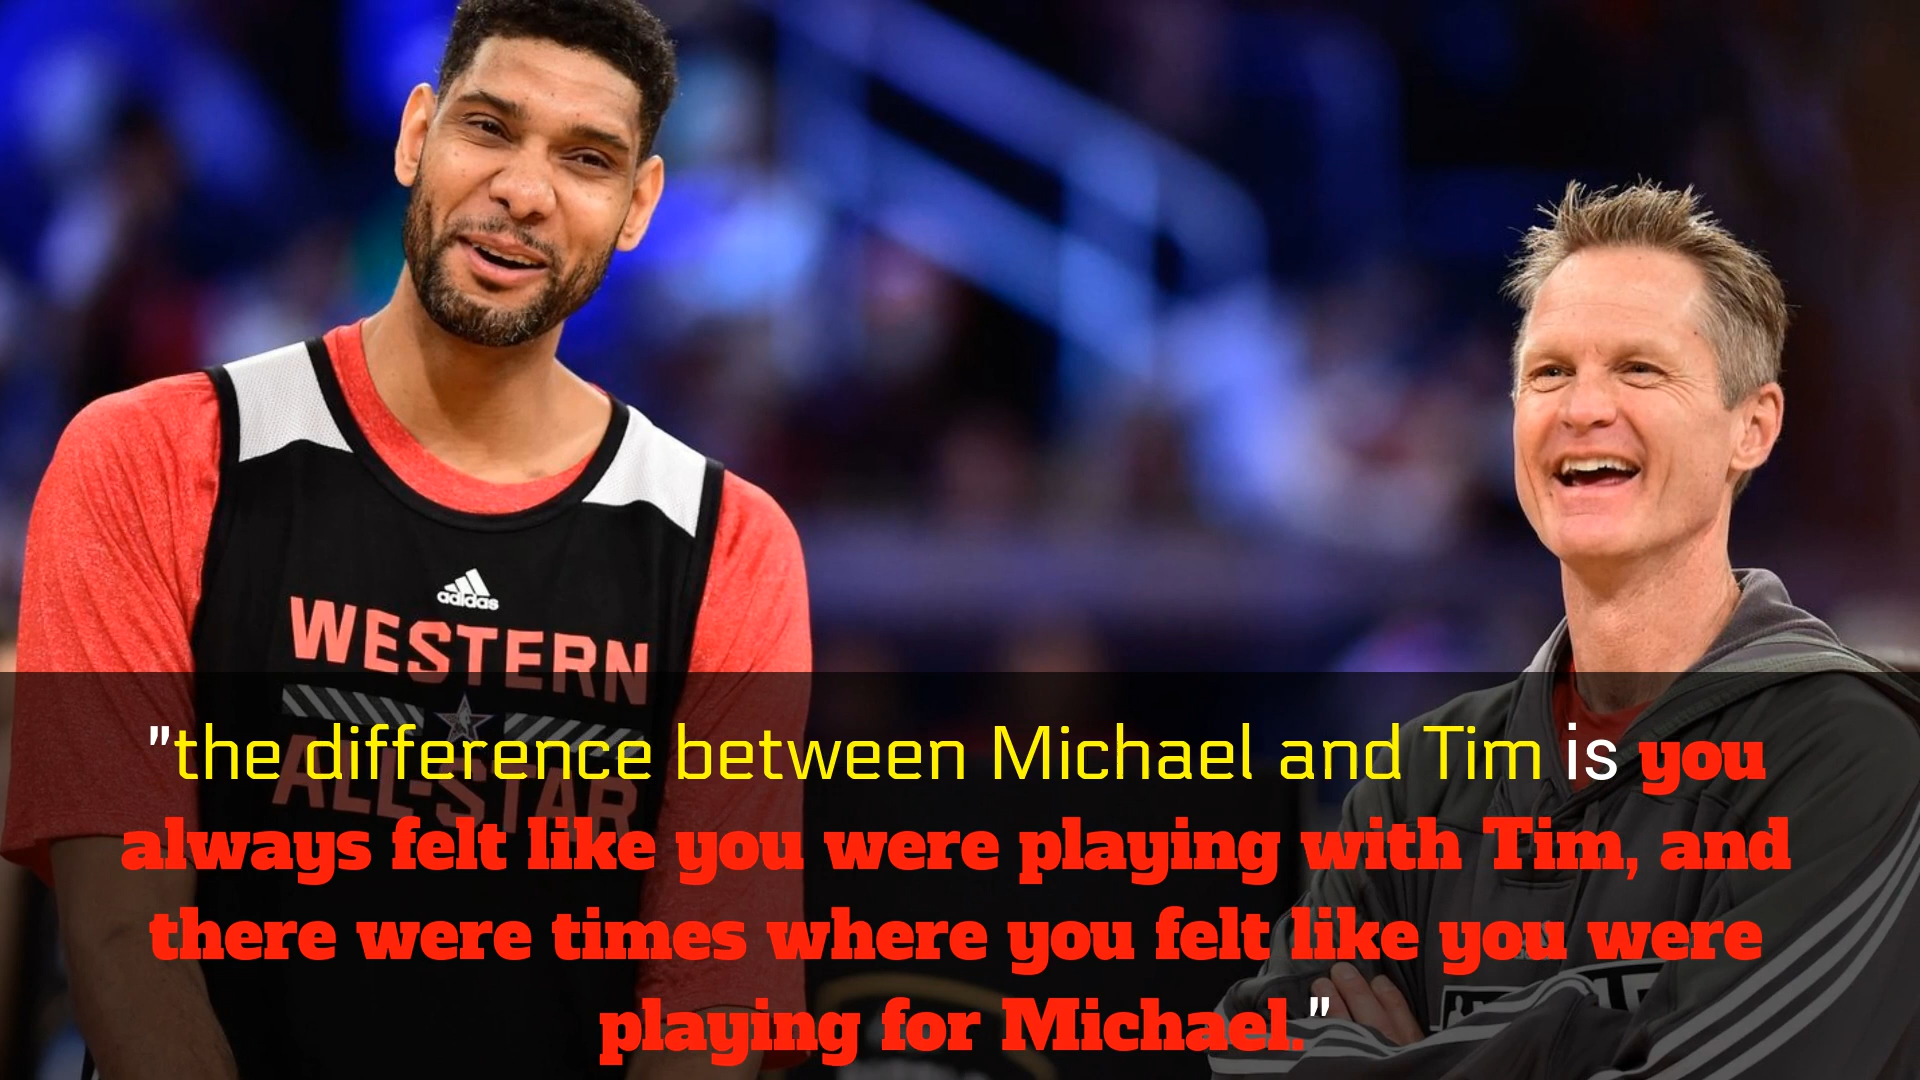 adidas
WESTERN
ALL-STAR
"the difference between Michael and Tim is you
always felt like you were playing with Tim, and
there were times where you felt like you were
playing for Michael."